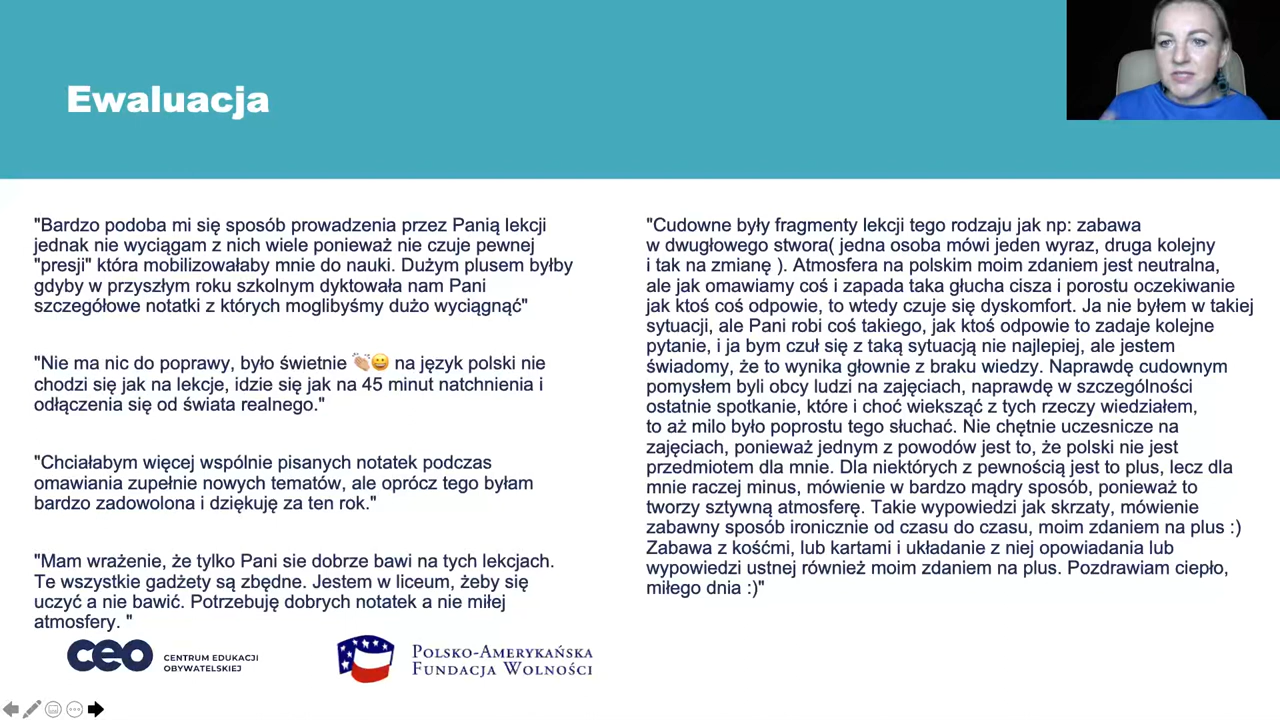 Ewaluacja
"Bardzo podoba mi się sposób prowadzenia przez Panią lekcji
jednak nie wyciągam z nich wiele ponieważ nie czuje pewnej
"presji" która mobilizowałaby mnie do nauki. Dużym plusem byłby
gdyby w przyszłym roku szkolnym dyktowała nam Pani
szczegółowe notatki z których moglibyśmy dużo wyciągnąć"
"Nie ma nic do poprawy, było świetnie 👏🏼😀 na język polski nie
chodzi się jak na lekcje, idzie się jak na 45 minut natchnienia i
odłączenia się od świata realnego."
"Chciałabym więcej wspólnie pisanych notatek podczas
omawiania zupełnie nowych tematów, ale oprócz tego byłam
bardzo zadowolona i dziękuję za ten rok."
"Mam wrażenie, że tylko Pani sie dobrze bawi na tych lekcjach.
Te wszystkie gadżety są zbędne. Jestem w liceum, żeby się
uczyć a nie bawić. Potrzebuję dobrych notatek a nie miłej
atmosfery. "
"Cudowne były fragmenty lekcji tego rodzaju jak np: zabawa
w dwugłowego stwora( jedna osoba mówi jeden wyraz, druga kolejny
i tak na zmianę ). Atmosfera na polskim moim zdaniem jest neutralna,
ale jak omawiamy coś i zapada taka głucha cisza i porostu oczekiwanie
jak ktoś coś odpowie, to wtedy czuje się dyskomfort. Ja nie byłem w takiej
sytuacji, ale Pani robi coś takiego, jak ktoś odpowie to zadaje kolejne
pytanie, i ja bym czuł się z taką sytuacją nie najlepiej, ale jestem
świadomy, że to wynika głownie z braku wiedzy. Naprawdę cudownym
pomysłem byli obcy ludzi na zajęciach, naprawdę w szczególności
ostatnie spotkanie, które i choć wieksząć z tych rzeczy wiedziałem,
to aż milo było poprostu tego słuchać. Nie chętnie uczesnicze na
zajęciach, ponieważ jednym z powodów jest to, że polski nie jest
przedmiotem dla mnie. Dla niektórych z pewnością jest to plus, lecz dla
mnie raczej minus, mówienie w bardzo mądry sposób, ponieważ to
tworzy sztywną atmosferę. Takie wypowiedzi jak skrzaty, mówienie
zabawny sposób ironicznie od czasu do czasu, moim zdaniem na plus :)
Zabawa z kośćmi, lub kartami i układanie z niej opowiadania lub
wypowiedzi ustnej również moim zdaniem na plus. Pozdrawiam ciepło,
miłego dnia :)"
ceo CENTRUM EDUKACJI
OBYWATELSKIEJ
POLSKO-AMERYKAŃSKA
FUNDACJA WOLNOŚCI